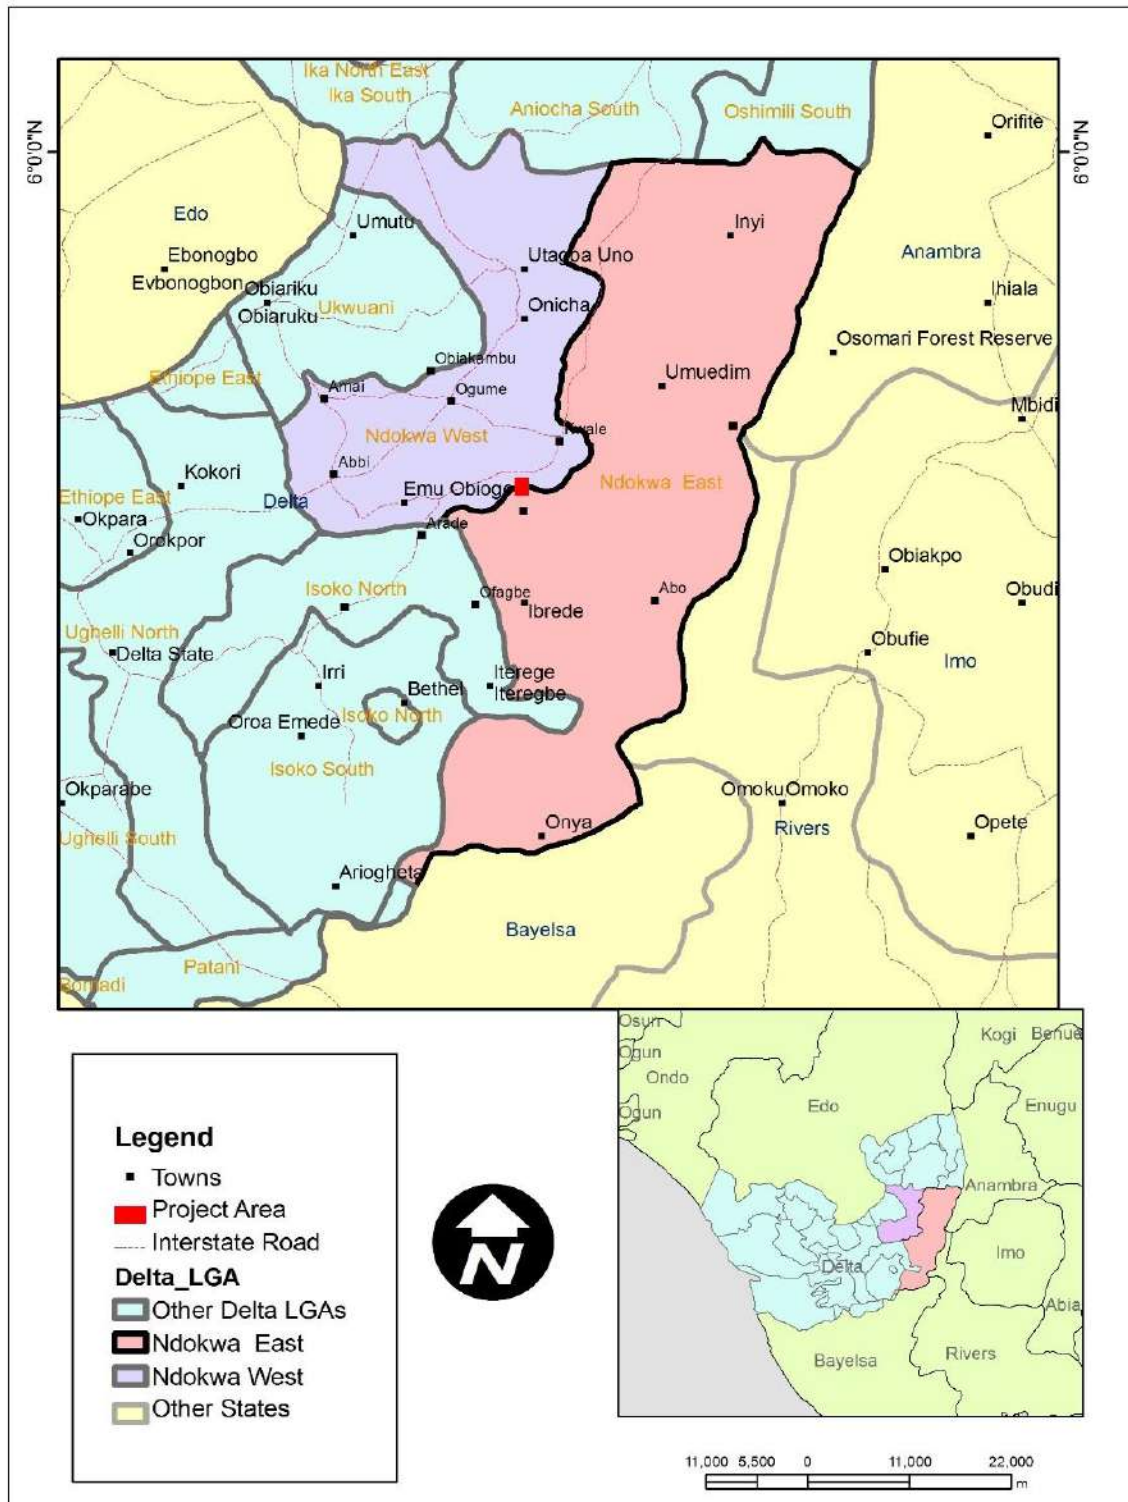 Ika North East
Ika South
Aniocha South
Oshimili South
Orifite
6°0'0"N
6°0'0"N
Edo
Umutu
Inyi
Ebonogbo
Utagba Uno
Anambra
Evbonogbon
Obiariku
Ihiala
Ukwuani
Onicha
Obiaruku
Osomari Forest Reserve
Obiakambu
Ethiope East
Amai
Ogume
Umuedim
Mbidi
Ndokwa West
Kwale
Kokori
Abbi
Ndokwa East
Ethiope East
Delta
Emu Obioge
Okpara
Arade
Orokpor
Obiakpo
Isoko North
Ofagbe
Ibrede
Abo
Obudi
Ughelli North
Delta State
Obufie
Imo
Irri
Bethel
Iterege
Iteregbe
Isoko North
Oroa Emede
Isoko South
Okparabe
Omoku Omoko
Ughelli South
Onya
Rivers
Opete
Ariogheta
Bayelsa
Patani
Bomadi
Legend
Towns
Project Area
Interstate Road
Delta_LGA
Other Delta LGAs
Ndokwa East
Ndokwa West
Other States
N
Osun
Kogi
Benue
Ogun
Ondo
Edo
Enugu
Ogun
Anambra
Imo
Delta
Abia
Bayelsa
Rivers
11,000 5,500 0 11,000 22,000
m